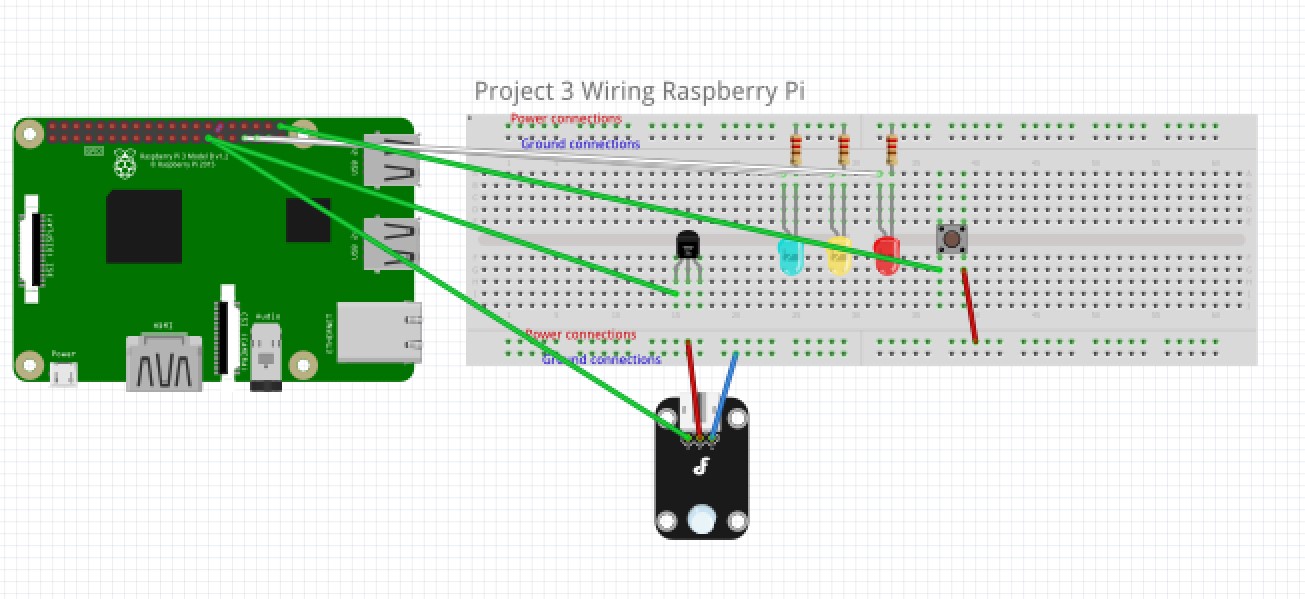 Project 3 Wiring Raspberry Pi
Power connections
Ground connections
GPIO
Raspberry Pi 3 Model B v1.2
© Raspberry Pi 2015
USB 2x
USB 2x
HDMI
Audio
Power
ETHERNET
Power connections
Ground connections